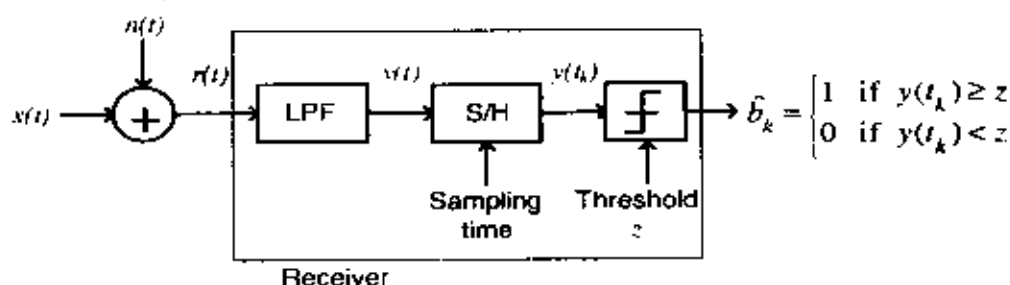 n(t)
r(t)
y(t)
y(t_k)
x(t)
+
LPF
S/H
b̂_k = { 1 if y(t_k) ≥ z
0 if y(t_k) < z
Sampling
time
Threshold
z
Receiver